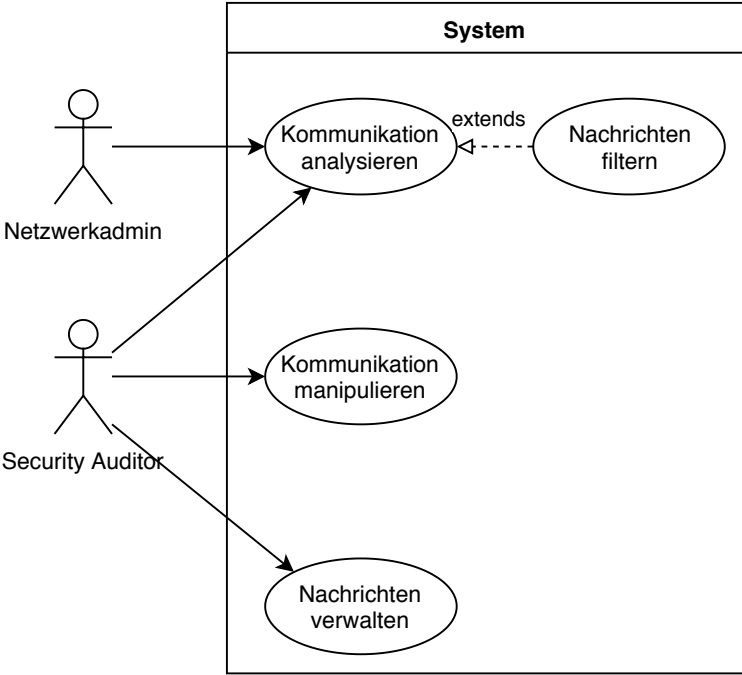 System
Kommunikation
analysieren
extends
Nachrichten
filtern
Netzwerkadmin
Kommunikation
manipulieren
Security Auditor
Nachrichten
verwalten